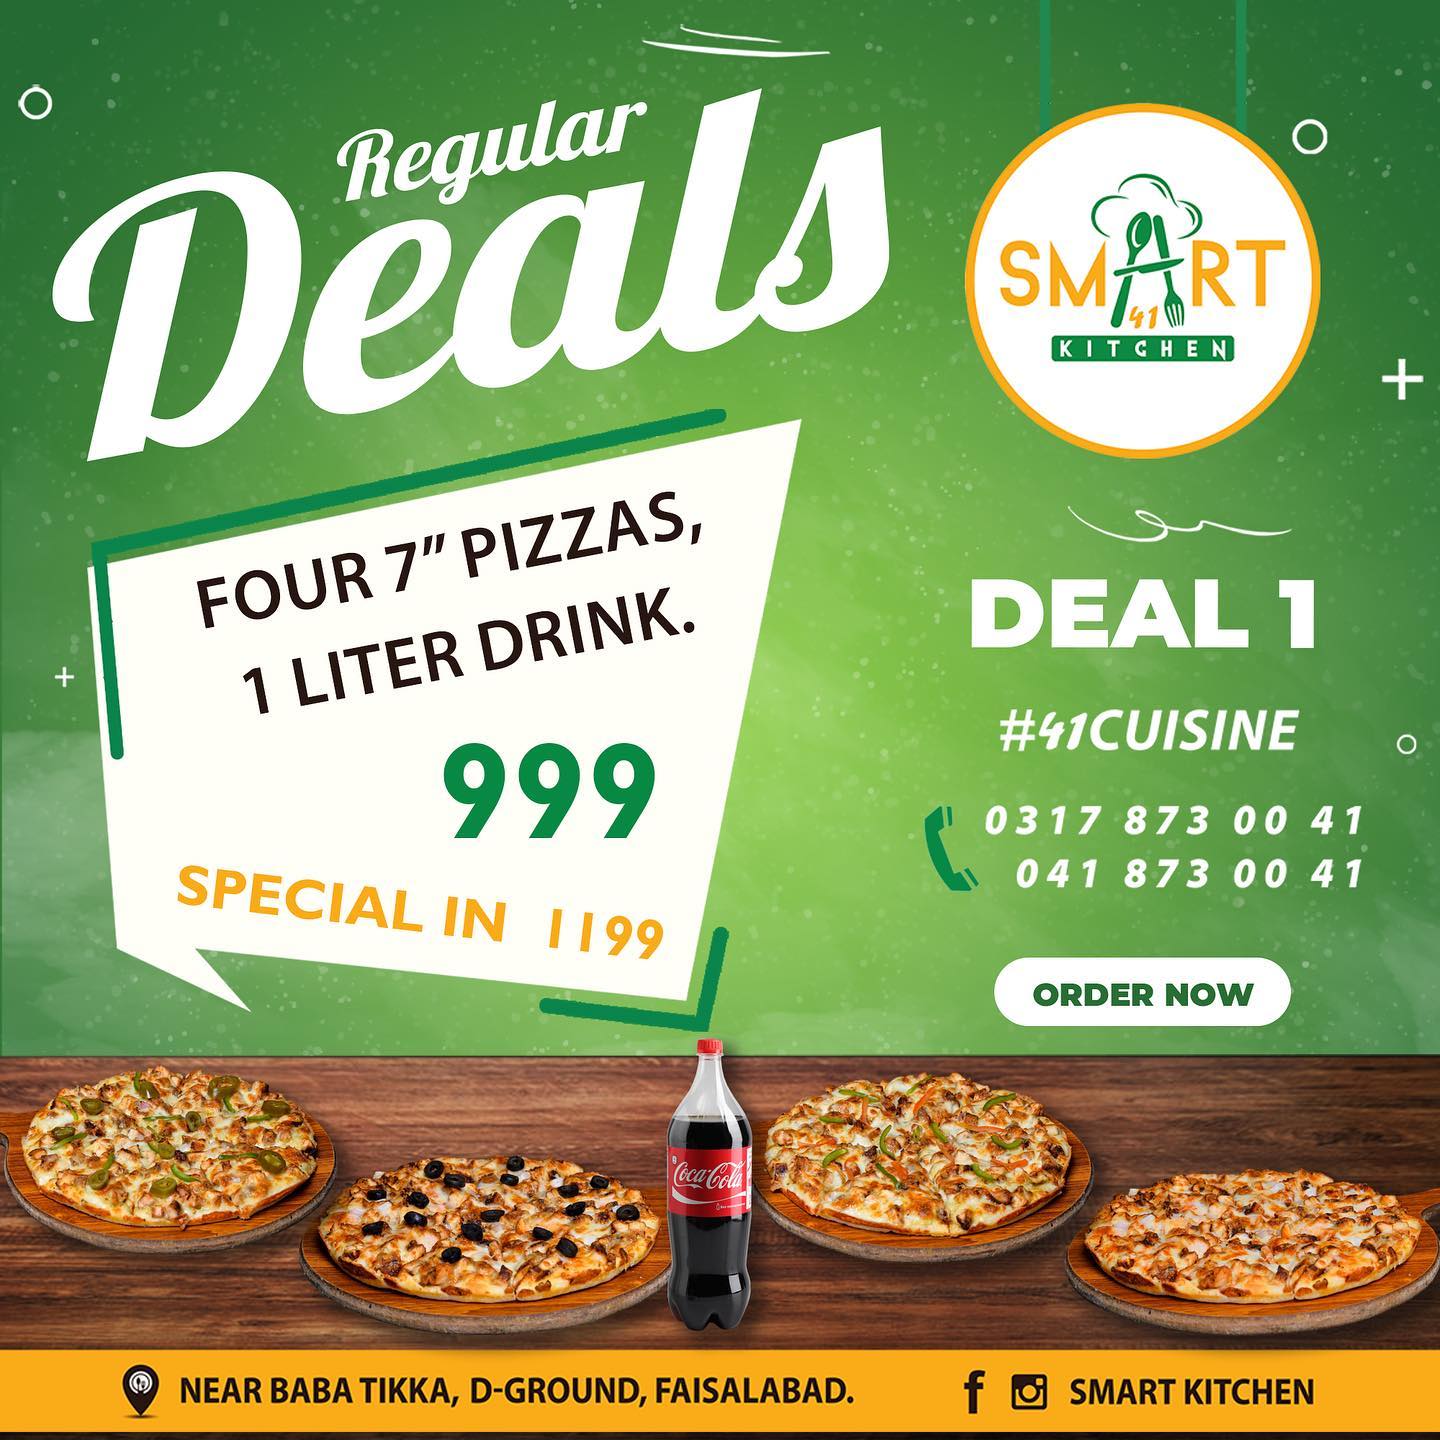 Regular
Deals
SMART
41
KITCHEN
FOUR 7" PIZZAS,
1 LITER DRINK.
999
SPECIAL IN 1199
DEAL 1
#41CUISINE
0317 873 00 41
041 873 00 41
ORDER NOW
Coca-Cola
NEAR BABA TIKKA, D-GROUND, FAISALABAD.
f SMART KITCHEN